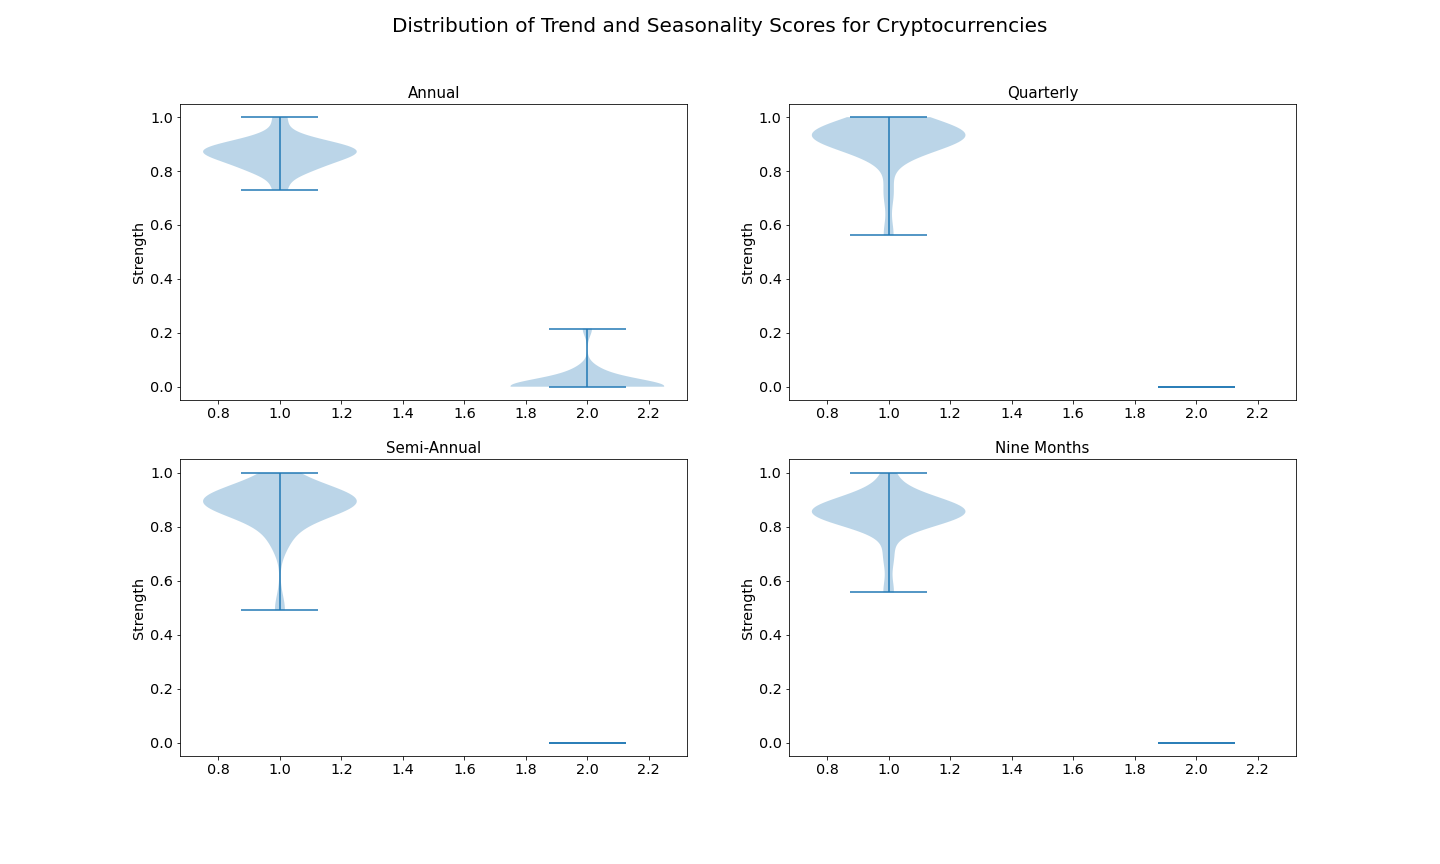 Distribution of Trend and Seasonality Scores for Cryptocurrencies
Annual
1.0
0.8
0.6
0.4
0.2
0.0
Strength
0.8 1.0 1.2 1.4 1.6 1.8 2.0 2.2
Quarterly
1.0
0.8
0.6
0.4
0.2
0.0
Strength
0.8 1.0 1.2 1.4 1.6 1.8 2.0 2.2
Semi-Annual
1.0
0.8
0.6
0.4
0.2
0.0
Strength
0.8 1.0 1.2 1.4 1.6 1.8 2.0 2.2
Nine Months
1.0
0.8
0.6
0.4
0.2
0.0
Strength
0.8 1.0 1.2 1.4 1.6 1.8 2.0 2.2